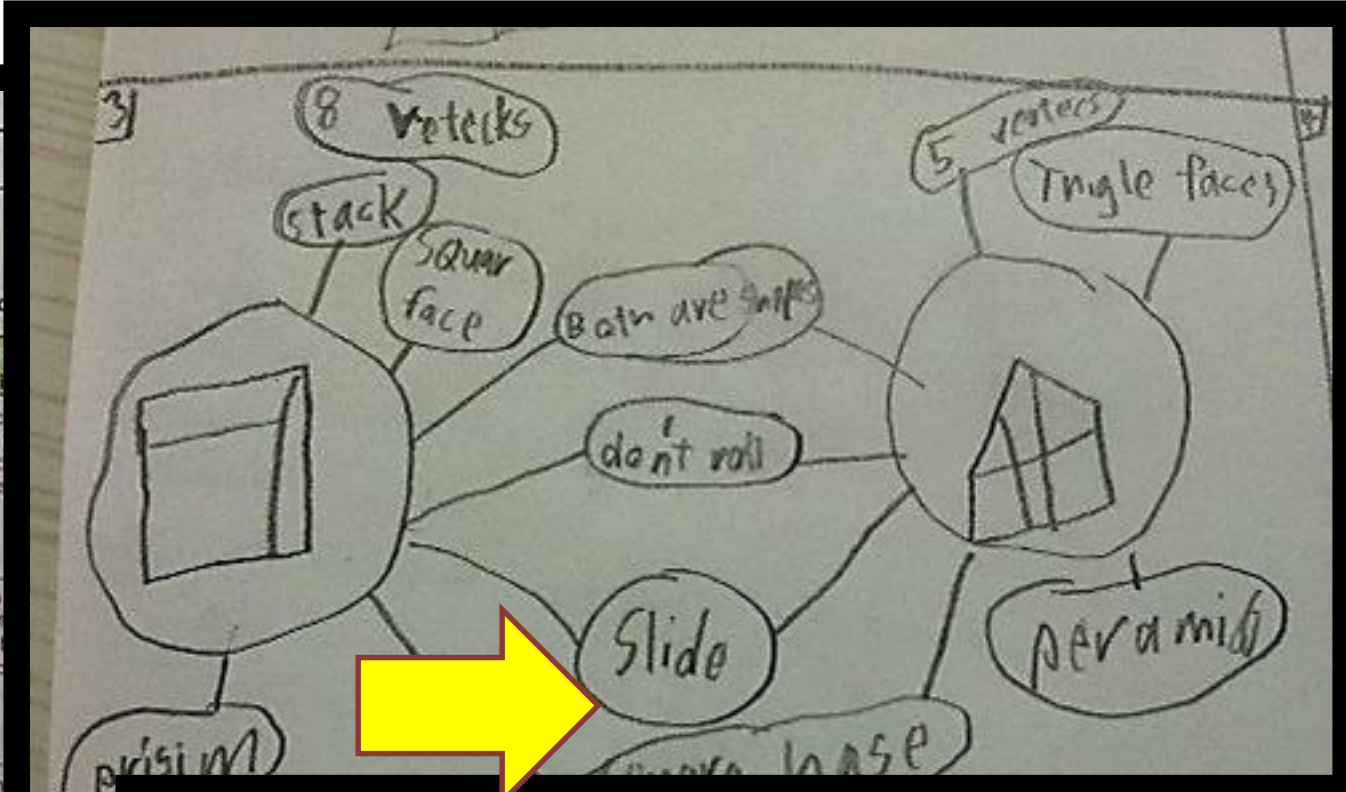 3
8 vetecks
stack
squar
face
5 vertecs
Tringle faces
Both are shapes
don't roll
Slide
peramid
prisim
base